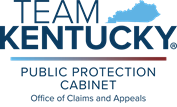 TEAM
KENTUCKY®
PUBLIC PROTECTION
CABINET
Office of Claims and Appeals